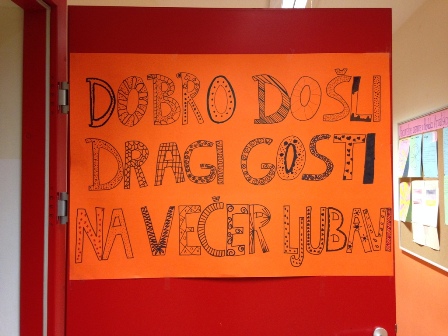 DOBRO DOŠLI
DRAGI GOSTI
NA VEČER LJUBAVI